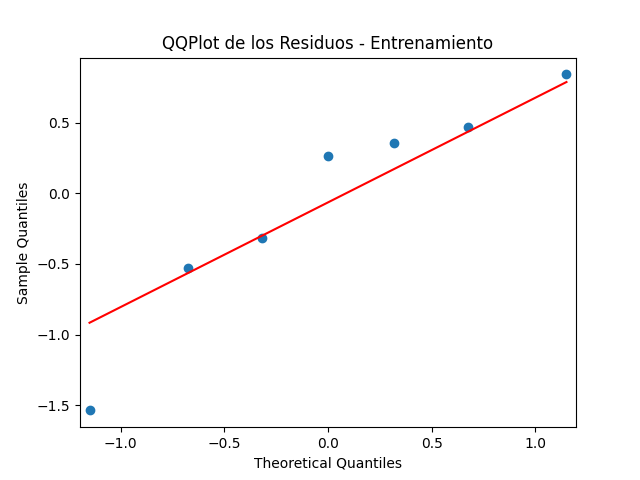 QQPlot de los Residuos - Entrenamiento
0.5
0.0
−0.5
−1.0
−1.5
Sample Quantiles
−1.0 −0.5 0.0 0.5 1.0
Theoretical Quantiles